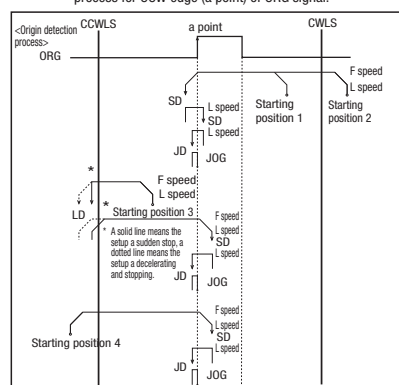 process for CCW edge (a point) of ORG signal.
<Origin detection process>
CCWLS
a point
CWLS
ORG
F speed
L speed
SD
L speed
SD
Starting position 1
Starting position 2
L speed
JD
JOG
*
F speed
L speed
*
LD
Starting position 3
F speed
* A solid line means the
setup a sudden stop, a
dotted line means the
setup a decelerating
and stopping.
L speed
SD
L speed
JD
JOG
F speed
L speed
SD
Starting position 4
L speed
JD
JOG